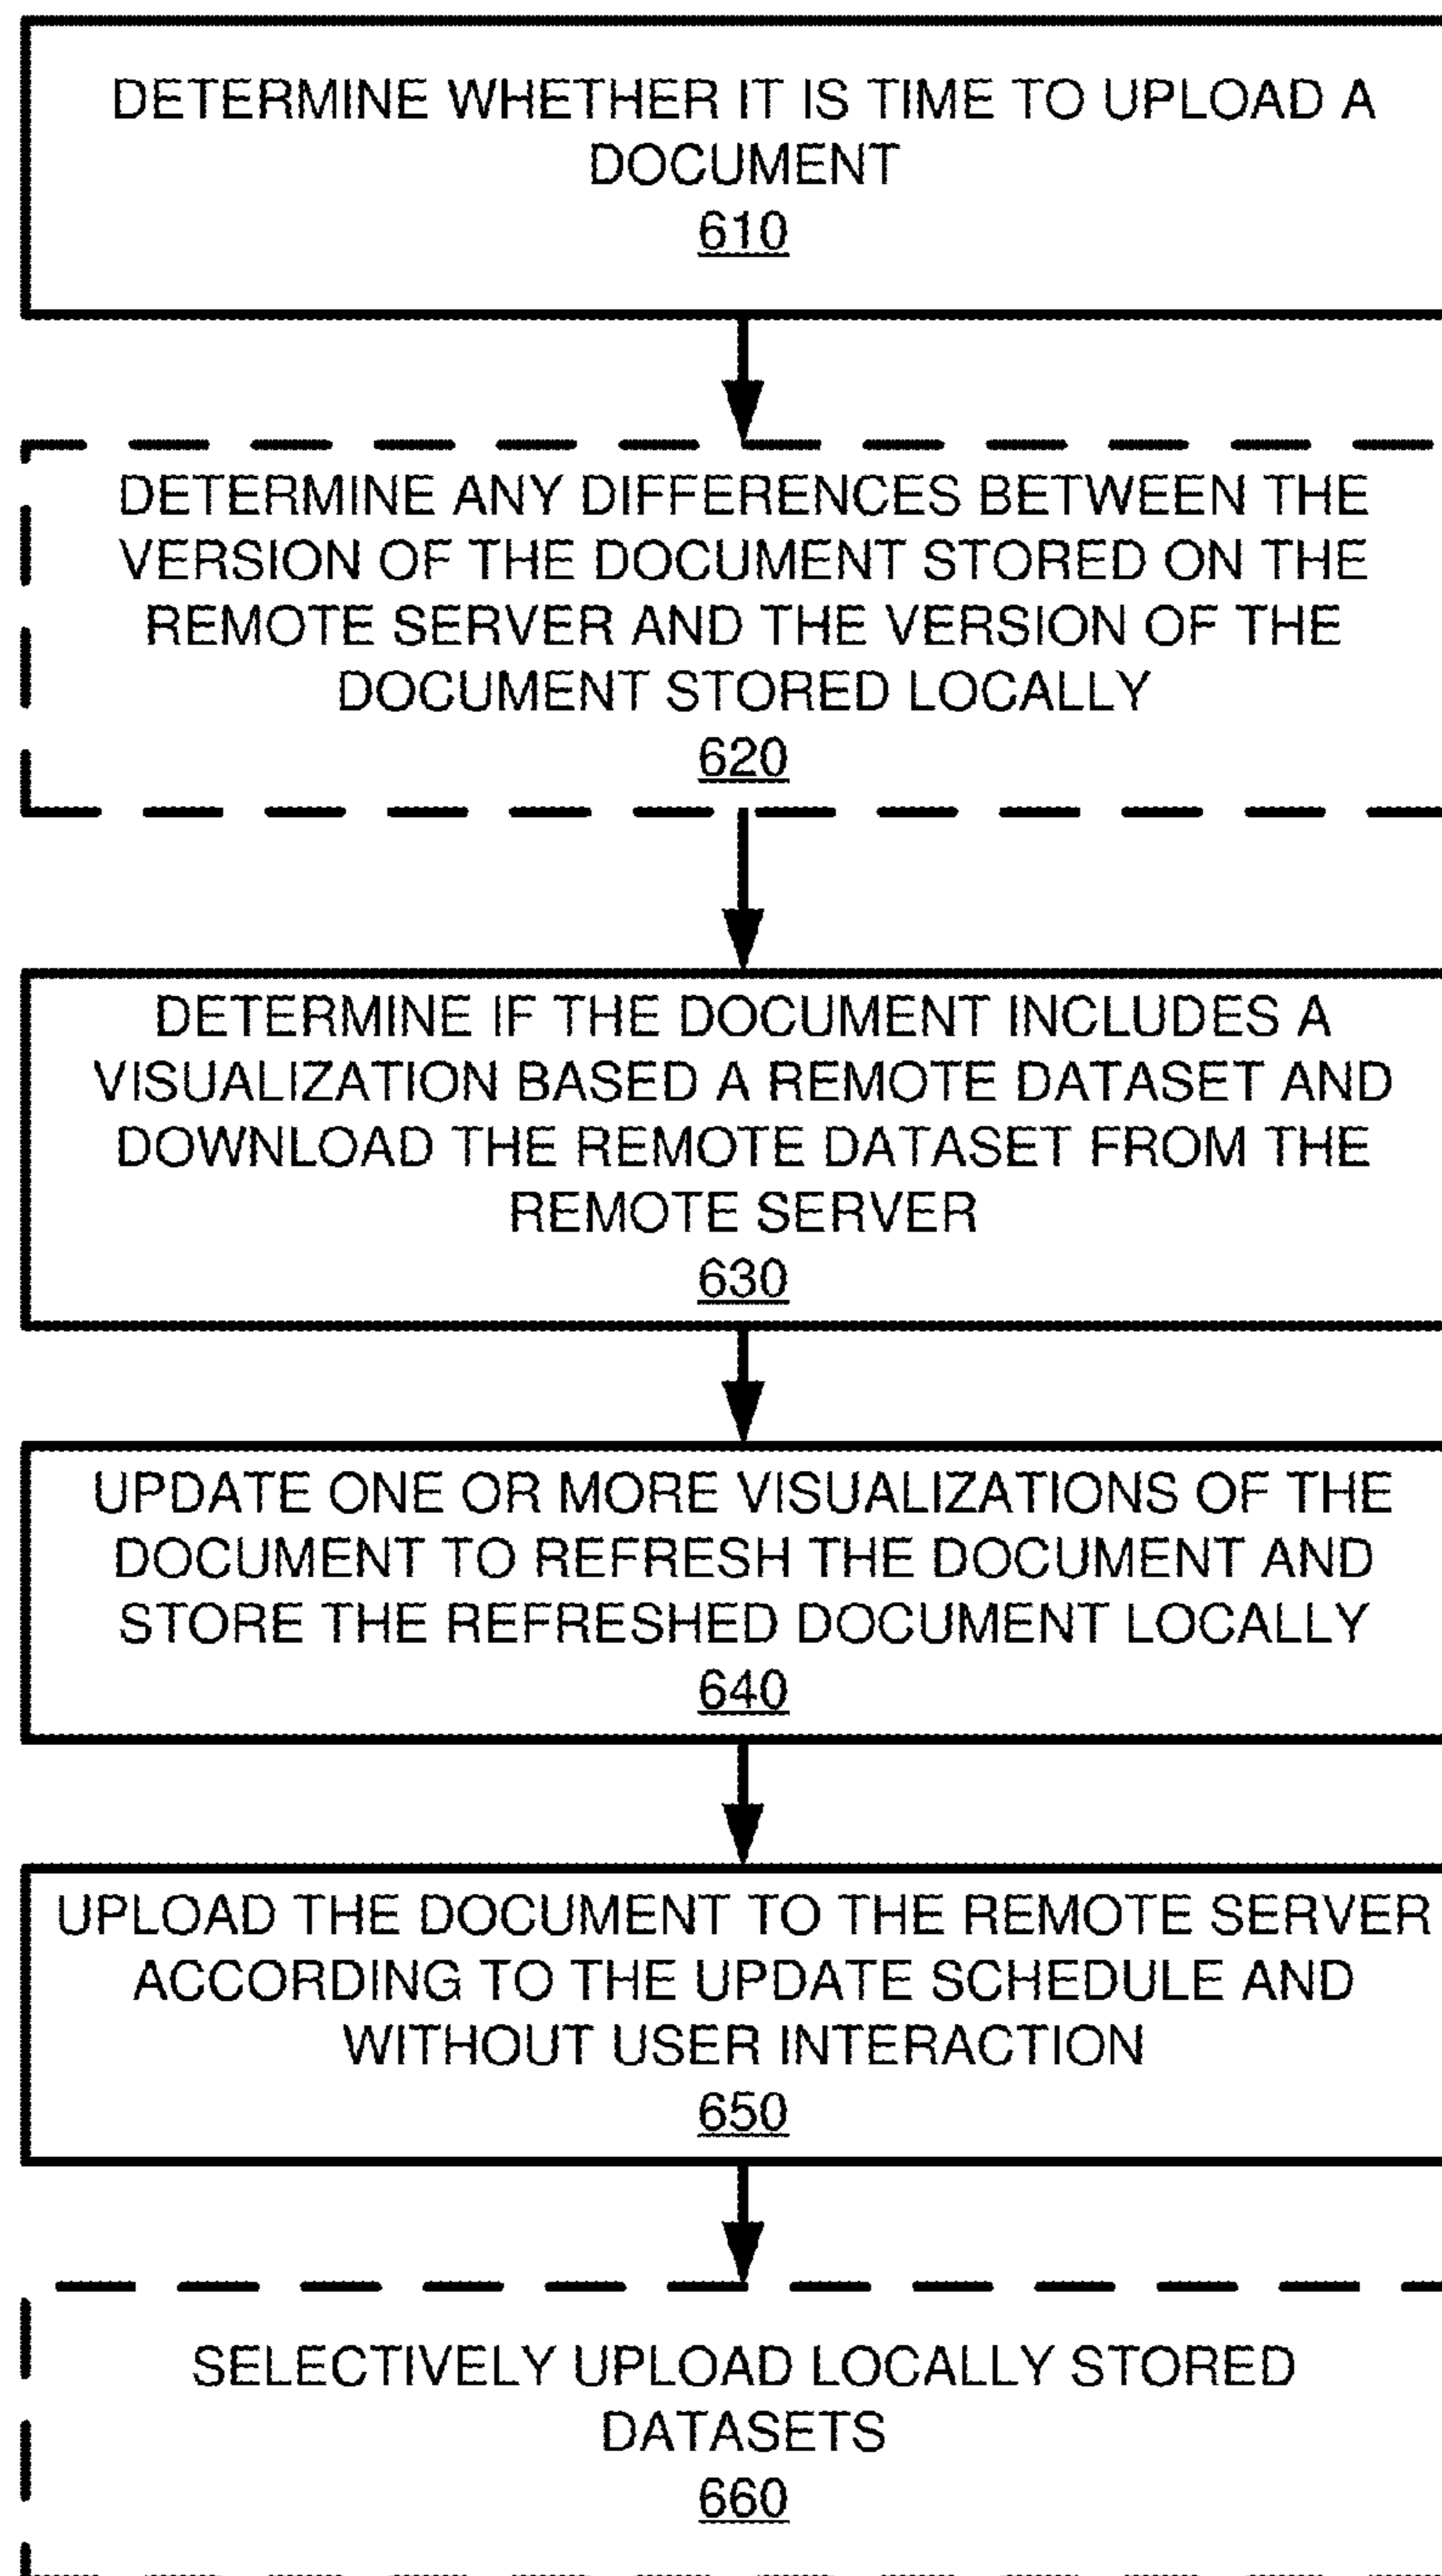 DETERMINE WHETHER IT IS TIME TO UPLOAD A
DOCUMENT
610
DETERMINE ANY DIFFERENCES BETWEEN THE
VERSION OF THE DOCUMENT STORED ON THE
REMOTE SERVER AND THE VERSION OF THE
DOCUMENT STORED LOCALLY
620
DETERMINE IF THE DOCUMENT INCLUDES A
VISUALIZATION BASED A REMOTE DATASET AND
DOWNLOAD THE REMOTE DATASET FROM THE
REMOTE SERVER
630
UPDATE ONE OR MORE VISUALIZATIONS OF THE
DOCUMENT TO REFRESH THE DOCUMENT AND
STORE THE REFRESHED DOCUMENT LOCALLY
640
UPLOAD THE DOCUMENT TO THE REMOTE SERVER
ACCORDING TO THE UPDATE SCHEDULE AND
WITHOUT USER INTERACTION
650
SELECTIVELY UPLOAD LOCALLY STORED
DATASETS
660